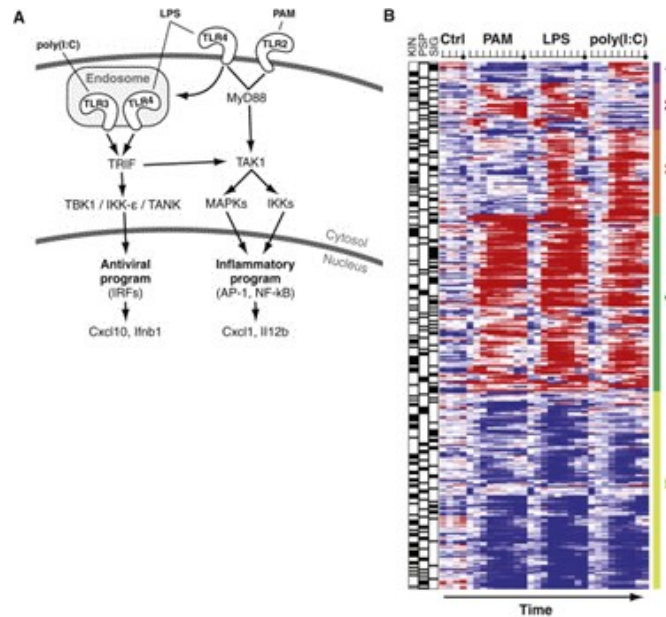 A
LPS
PAM
poly(I:C)
TLR4
TLR2
Endosome
TLR3
TLR4
MyD88
TRIF
TAK1
TBK1 / IKK-ε / TANK
MAPKs
IKKs
Cytosol
Nucleus
Antiviral
program
(IRFs)
Inflammatory
program
(AP-1, NF-kB)
Cxcl10, Ifnb1
Cxcl1, Il12b
B
KIN
PSP
SIG
Ctrl
PAM
LPS
poly(I:C)
Time